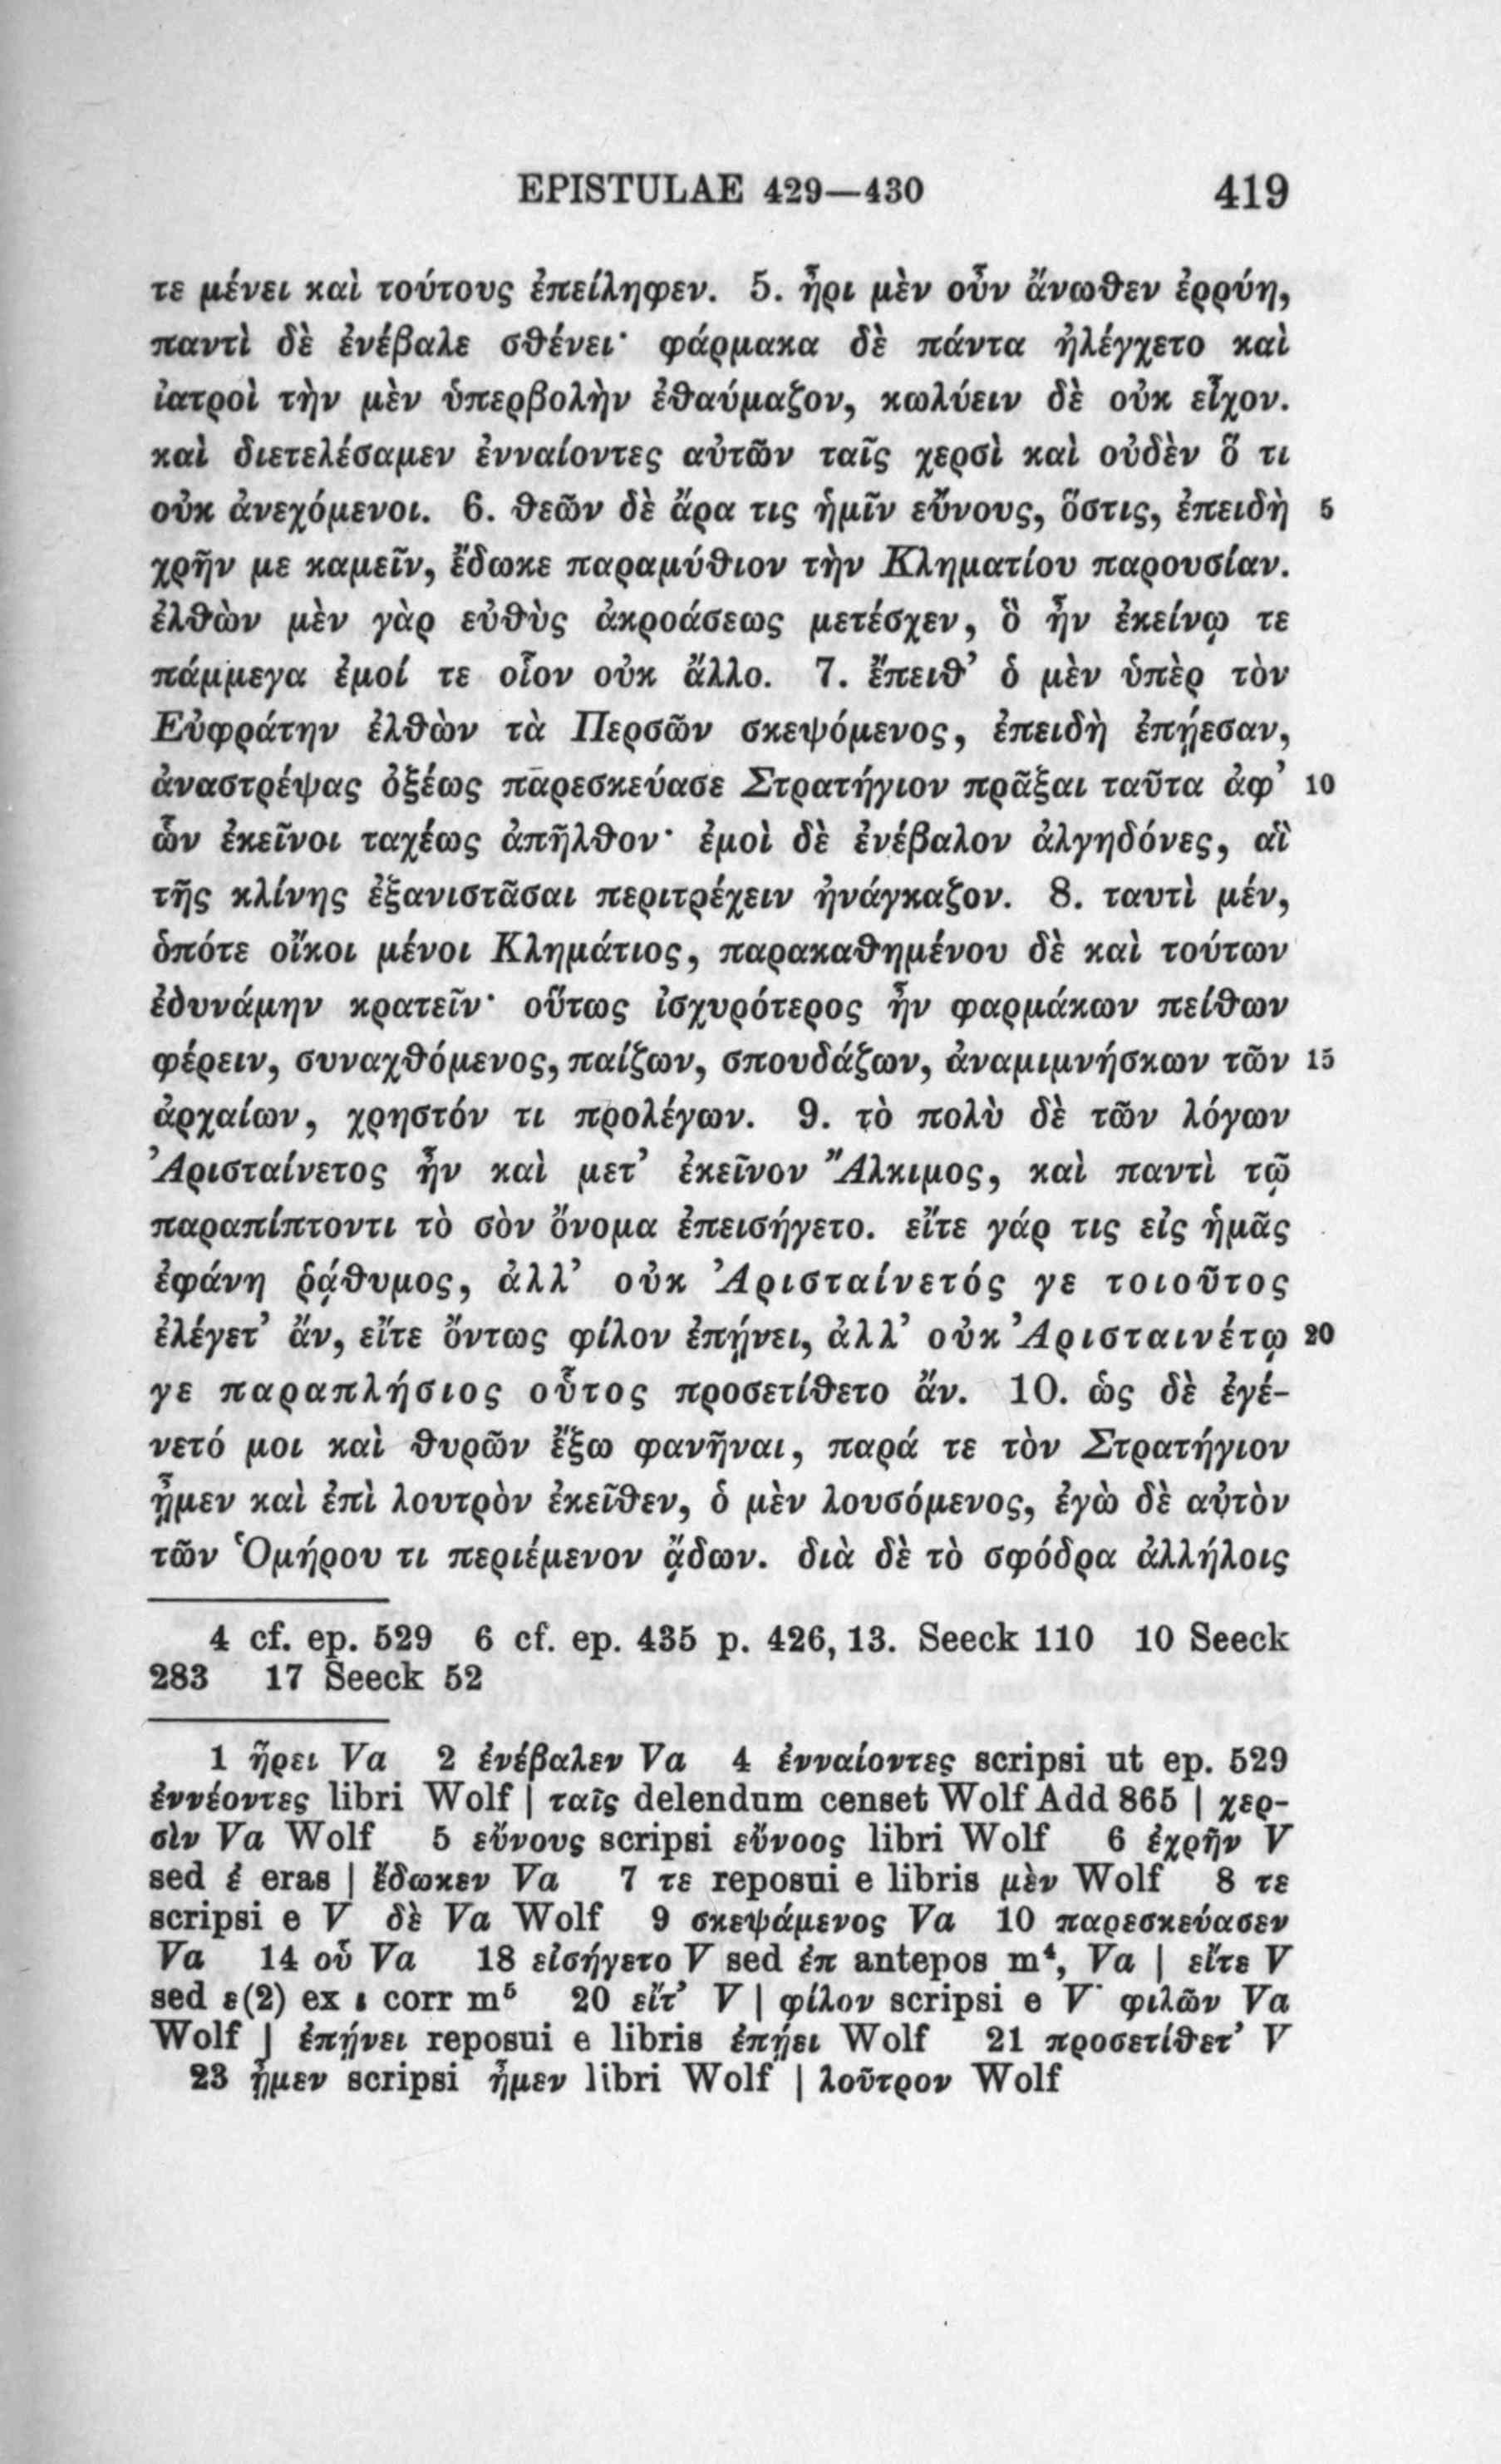 EPISTULAE 429—430 419
τε μένει καὶ τούτους ἐπείληφεν. 5. ἦρι μὲν οὖν ἄνωθεν ἐρρύη,
παντὶ δὲ ἐνέβαλε σθένει· φάρμακα δὲ πάντα ἠλέγχετο καὶ
ἰατροὶ τὴν μὲν ὑπερβολὴν ἐθαύμαζον, κωλύειν δὲ οὐκ εἶχον.
καὶ διετελέσαμεν ἐνναίοντες αὐτῶν ταῖς χερσὶ καὶ οὐδὲν ὅ τι
οὐκ ἀνεχόμενοι. 6. θεῶν δὲ ἄρα τις ἡμῖν εὔνους, ὅστις, ἐπειδὴ 5
χρῆν με καμεῖν, ἔδωκε παραμύθιον τὴν Κληματίου παρουσίαν.
ἐλθὼν μὲν γὰρ εὐθὺς ἀκροάσεως μετέσχεν, ὃ ἦν ἐκείνῳ τε
πάμμεγα ἐμοί τε οἷον οὐκ ἄλλο. 7. ἔπειθ’ ὁ μὲν ὑπὲρ τὸν
Εὐφράτην ἐλθὼν τὰ Περσῶν σκεψόμενος, ἐπειδὴ ἐπῄεσαν,
ἀναστρέψας ὀξέως παρεσκεύασε Στρατήγιον πρᾶξαι ταῦτα ἀφ’ 10
ὧν ἐκεῖνοι ταχέως ἀπῆλθον· ἐμοὶ δὲ ἐνέβαλον ἀλγηδόνες, αἳ
τῆς κλίνης ἐξανιστᾶσαι περιτρέχειν ἠνάγκαζον. 8. ταυτὶ μέν,
ὁπότε οἴκοι μένοι Κλημάτιος, παρακαθημένου δὲ καὶ τούτων
ἐδυνάμην κρατεῖν· οὕτως ἰσχυρότερος ἦν φαρμάκων πείθων
φέρειν, συναχθόμενος, παίζων, σπουδάζων, ἀναμιμνήσκων τῶν 15
ἀρχαίων, χρηστόν τι προλέγων. 9. τὸ πολὺ δὲ τῶν λόγων
Ἀρισταίνετος ἦν καὶ μετ’ ἐκεῖνον Ἄλκιμος, καὶ παντὶ τῷ
παραπίπτοντι τὸ σὸν ὄνομα ἐπεισήγετο. εἴτε γάρ τις εἰς ἡμᾶς
ἐφάνη ῥᾴθυμος, ἀλλ’ οὐκ Ἀρισταίνετός γε τοιοῦτος
ἐλέγετ’ ἄν, εἴτε ὄντως φίλον ἐπῄνει, ἀλλ’ οὐκ Ἀρισταινέτῳ 20
γε παραπλήσιος οὗτος προσετίθετο ἄν. 10. ὡς δὲ ἐγέ-
νετό μοι καὶ θυρῶν ἔξω φανῆναι, παρά τε τὸν Στρατήγιον
ᾖμεν καὶ ἐπὶ λουτρὸν ἐκεῖθεν, ὁ μὲν λουσόμενος, ἐγὼ δὲ αὐτὸν
τῶν Ὁμήρου τι περιέμενον ᾄδων. διὰ δὲ τὸ σφόδρα ἀλλήλοις
4 cf. ep. 529 6 cf. ep. 435 p. 426, 13. Seeck 110 10 Seeck
283 17 Seeck 52
1 ἦρει Va 2 ἐνέβαλεν Va 4 ἐνναίοντες scripsi ut ep. 529
ἐννέοντες libri Wolf | ταῖς delendum censet Wolf Add 865 | χερ-
σὶν Va Wolf 5 εὔνους scripsi εὔνοος libri Wolf 6 ἐχρῆν V
sed ἐ eras | ἔδωκεν Va 7 τε reposui e libris μὲν Wolf 8 τε
scripsi e V δὲ Va Wolf 9 σκεψάμενος Va 10 παρεσκεύασεν
Va 14 οὗ Va 18 εἰσήγετο V sed ἐπ antepos m⁴, Va | εἴτε V
sed ε(2) ex ι corr m⁵ 20 εἴτ’ V | φίλον scripsi e V φιλῶν Va
Wolf | ἐπῄνει reposui e libris ἐπῄει Wolf 21 προσετίθετ’ V
23 ᾖμεν scripsi ἦμεν libri Wolf | λοῦτρον Wolf